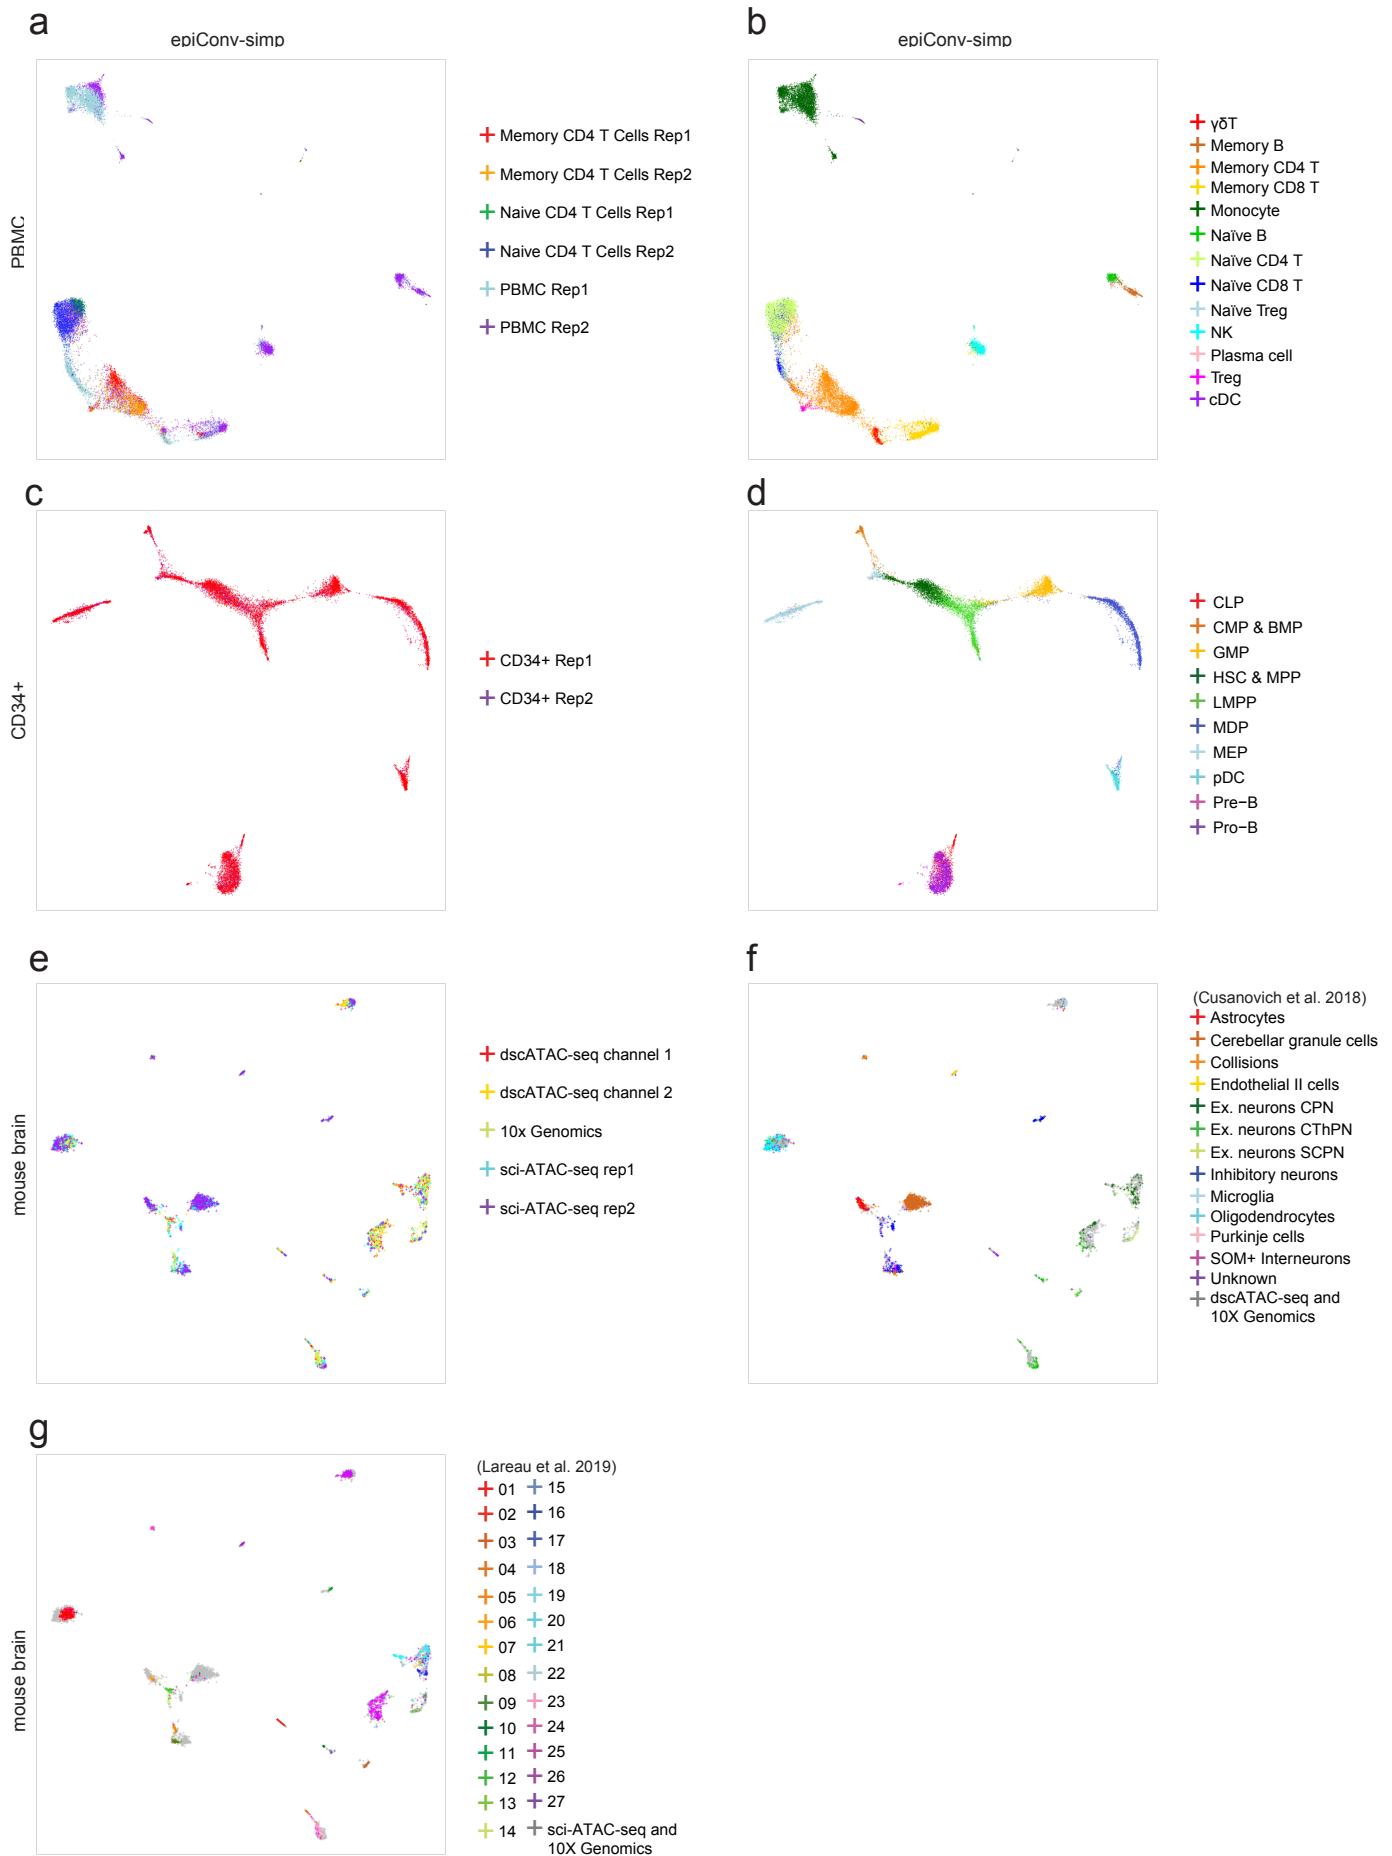 a
epiConv-simp
PBMC
Memory CD4 T Cells Rep1
Memory CD4 T Cells Rep2
Naive CD4 T Cells Rep1
Naive CD4 T Cells Rep2
PBMC Rep1
PBMC Rep2
b
epiConv-simp
γδT
Memory B
Memory CD4 T
Memory CD8 T
Monocyte
Naïve B
Naïve CD4 T
Naïve CD8 T
Naïve Treg
NK
Plasma cell
Treg
cDC
c
CD34+
CD34+ Rep1
CD34+ Rep2
d
CLP
CMP & BMP
GMP
HSC & MPP
LMPP
MDP
MEP
pDC
Pre−B
Pro−B
e
mouse brain
dscATAC-seq channel 1
dscATAC-seq channel 2
10x Genomics
sci-ATAC-seq rep1
sci-ATAC-seq rep2
f
(Cusanovich et al. 2018)
Astrocytes
Cerebellar granule cells
Collisions
Endothelial II cells
Ex. neurons CPN
Ex. neurons CThPN
Ex. neurons SCPN
Inhibitory neurons
Microglia
Oligodendrocytes
Purkinje cells
SOM+ Interneurons
Unknown
dscATAC-seq and
10X Genomics
g
mouse brain
(Lareau et al. 2019)
01
02
03
04
05
06
07
08
09
10
11
12
13
14
15
16
17
18
19
20
21
22
23
24
25
26
27
sci-ATAC-seq and
10X Genomics